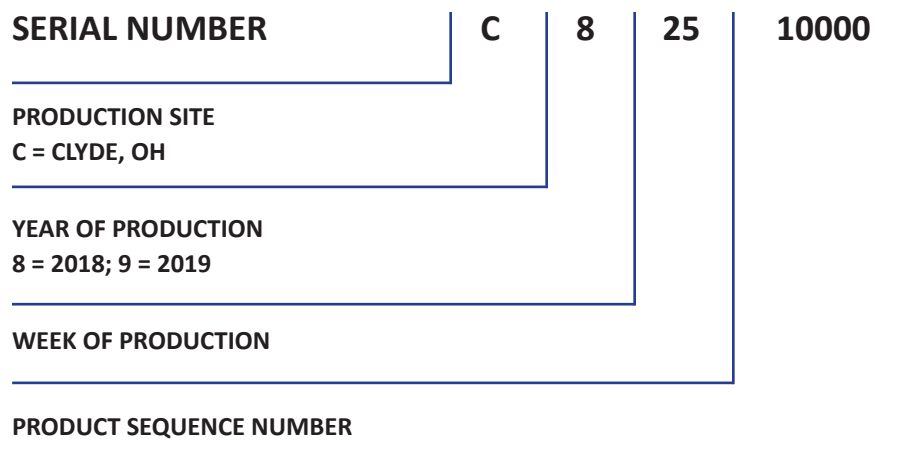 SERIAL NUMBER C 8 25 10000
PRODUCTION SITE
C = CLYDE, OH
YEAR OF PRODUCTION
8 = 2018; 9 = 2019
WEEK OF PRODUCTION
PRODUCT SEQUENCE NUMBER